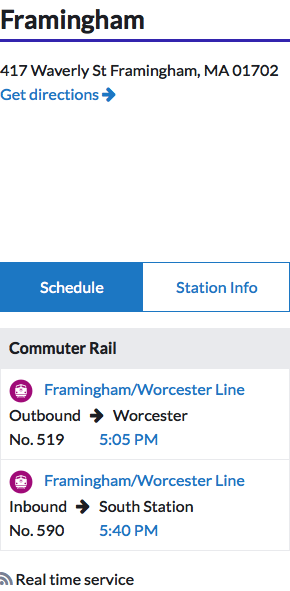 Framingham
417 Waverly St Framingham, MA 01702
Get directions
Schedule Station Info
Commuter Rail
Framingham/Worcester Line
Outbound Worcester
No. 519 5:05 PM
Framingham/Worcester Line
Inbound South Station
No. 590 5:40 PM
Real time service